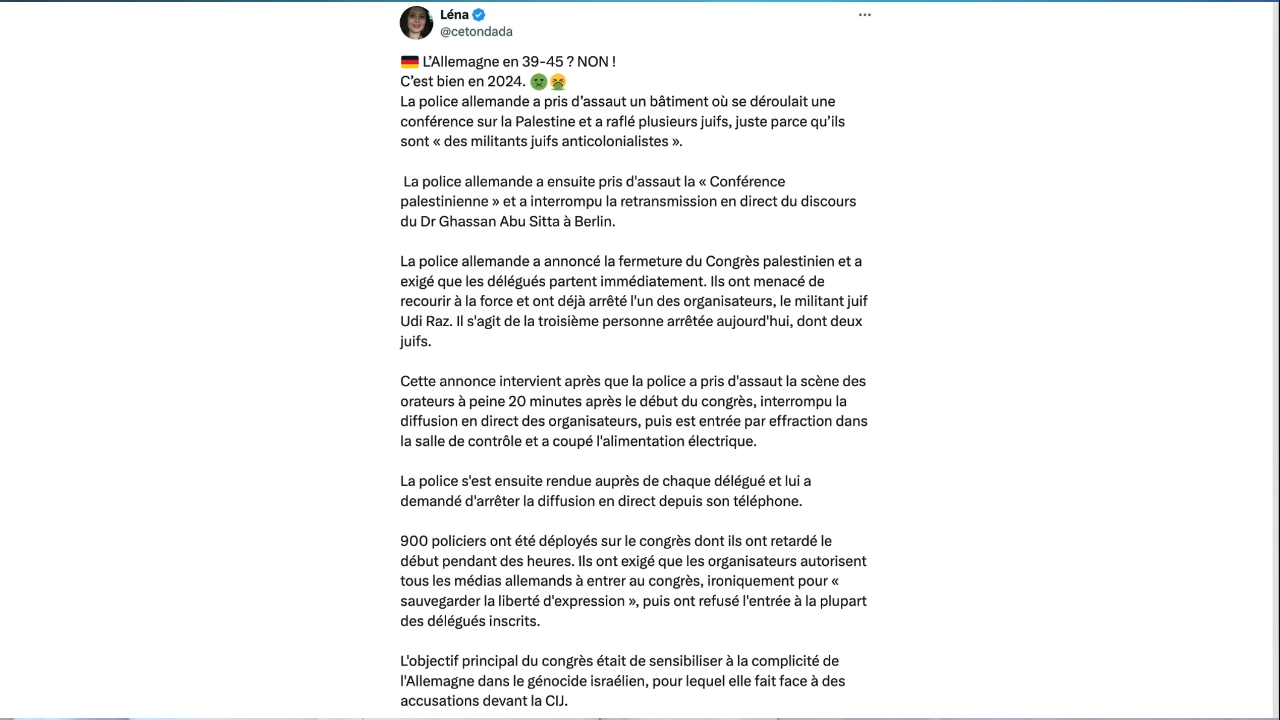 Léna
@cetondada
🇩🇪 L’Allemagne en 39-45 ? NON !
C’est bien en 2024. 🤢🤮
La police allemande a pris d’assaut un bâtiment où se déroulait une
conférence sur la Palestine et a raflé plusieurs juifs, juste parce qu’ils
sont « des militants juifs anticolonialistes ».
La police allemande a ensuite pris d'assaut la « Conférence
palestinienne » et a interrompu la retransmission en direct du discours
du Dr Ghassan Abu Sitta à Berlin.
La police allemande a annoncé la fermeture du Congrès palestinien et a
exigé que les délégués partent immédiatement. Ils ont menacé de
recourir à la force et ont déjà arrêté l'un des organisateurs, le militant juif
Udi Raz. Il s'agit de la troisième personne arrêtée aujourd'hui, dont deux
juifs.
Cette annonce intervient après que la police a pris d'assaut la scène des
orateurs à peine 20 minutes après le début du congrès, interrompu la
diffusion en direct des organisateurs, puis est entrée par effraction dans
la salle de contrôle et a coupé l'alimentation électrique.
La police s'est ensuite rendue auprès de chaque délégué et lui a
demandé d'arrêter la diffusion en direct depuis son téléphone.
900 policiers ont été déployés sur le congrès dont ils ont retardé le
début pendant des heures. Ils ont exigé que les organisateurs autorisent
tous les médias allemands à entrer au congrès, ironiquement pour «
sauvegarder la liberté d'expression », puis ont refusé l'entrée à la plupart
des délégués inscrits.
L'objectif principal du congrès était de sensibiliser à la complicité de
l'Allemagne dans le génocide israélien, pour lequel elle fait face à des
accusations devant la CIJ.